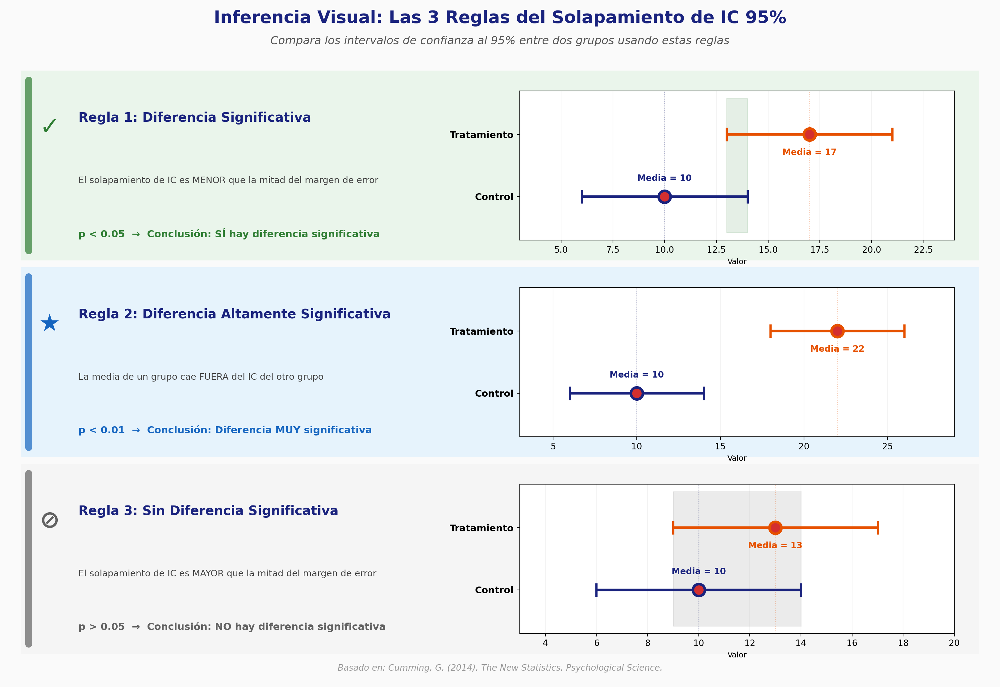 Inferencia Visual: Las 3 Reglas del Solapamiento de IC 95%
Compara los intervalos de confianza al 95% entre dos grupos usando estas reglas
✓
Regla 1: Diferencia Significativa
El solapamiento de IC es MENOR que la mitad del margen de error
p < 0.05 → Conclusión: SÍ hay diferencia significativa
Tratamiento
Media = 17
Media = 10
Control
5.0 7.5 10.0 12.5 15.0 17.5 20.0 22.5
Valor
★
Regla 2: Diferencia Altamente Significativa
La media de un grupo cae FUERA del IC del otro grupo
p < 0.01 → Conclusión: Diferencia MUY significativa
Tratamiento
Media = 22
Media = 10
Control
5 10 15 20 25
Valor
⊘
Regla 3: Sin Diferencia Significativa
El solapamiento de IC es MAYOR que la mitad del margen de error
p > 0.05 → Conclusión: NO hay diferencia significativa
Tratamiento
Media = 13
Media = 10
Control
4 6 8 10 12 14 16 18 20
Valor
Basado en: Cumming, G. (2014). The New Statistics. Psychological Science.